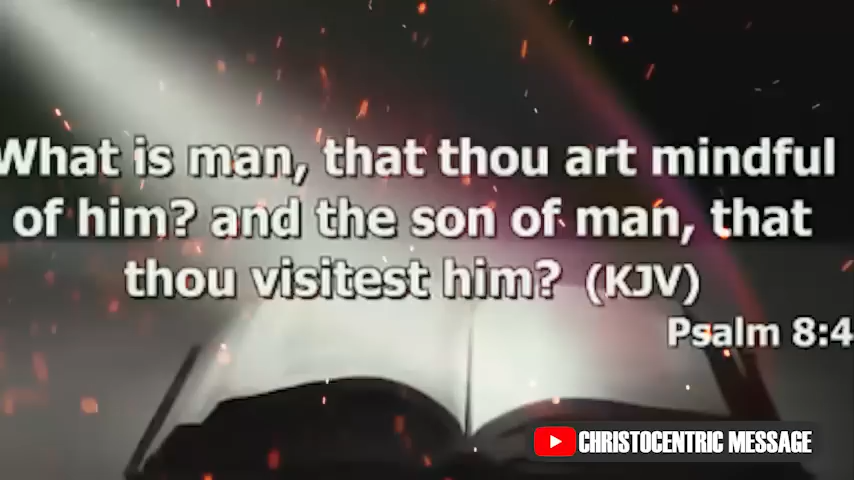 What is man, that thou art mindful
of him? and the son of man, that
thou visitest him? (KJV)
Psalm 8:4
CHRISTOCENTRIC MESSAGE